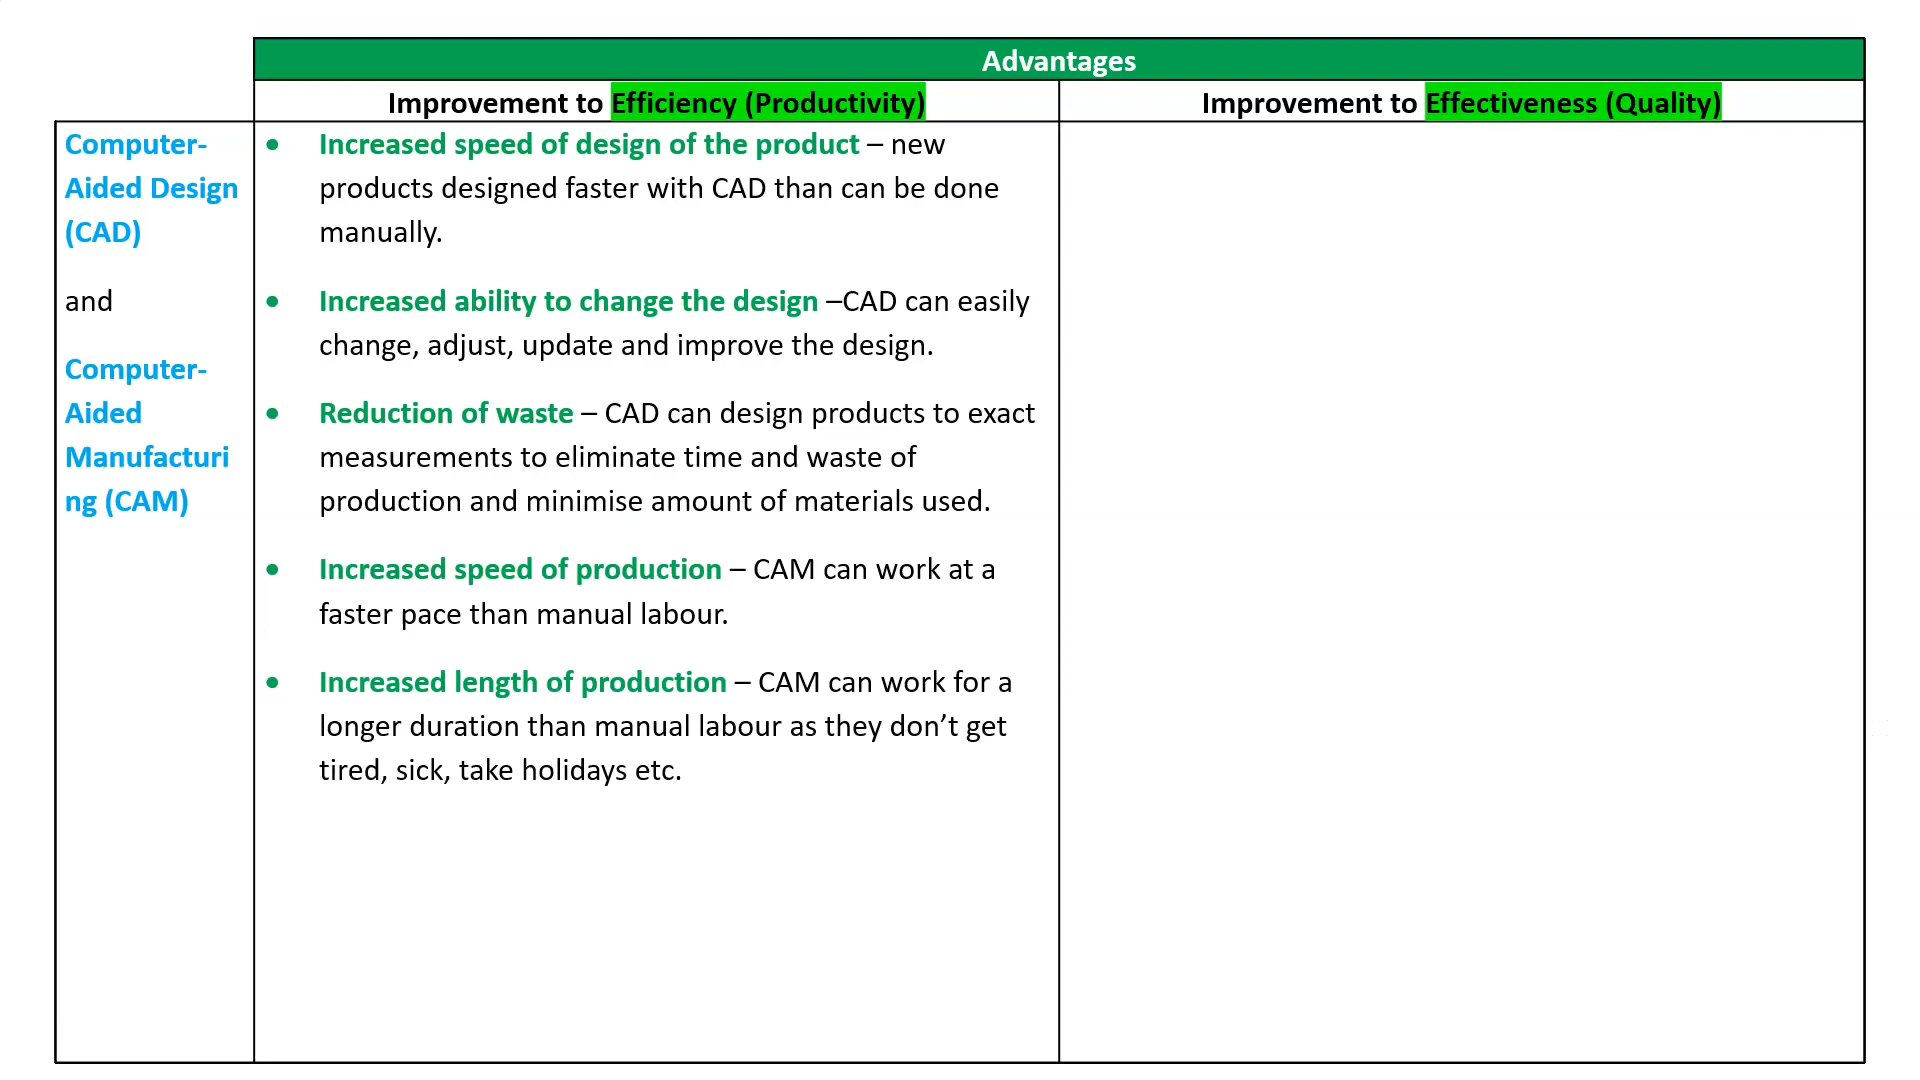 Advantages
Improvement to Efficiency (Productivity)
Improvement to Effectiveness (Quality)
Computer-
Aided Design
(CAD)
and
Computer-
Aided
Manufacturi
ng (CAM)
• Increased speed of design of the product – new
products designed faster with CAD than can be done
manually.
• Increased ability to change the design –CAD can easily
change, adjust, update and improve the design.
• Reduction of waste – CAD can design products to exact
measurements to eliminate time and waste of
production and minimise amount of materials used.
• Increased speed of production – CAM can work at a
faster pace than manual labour.
• Increased length of production – CAM can work for a
longer duration than manual labour as they don’t get
tired, sick, take holidays etc.